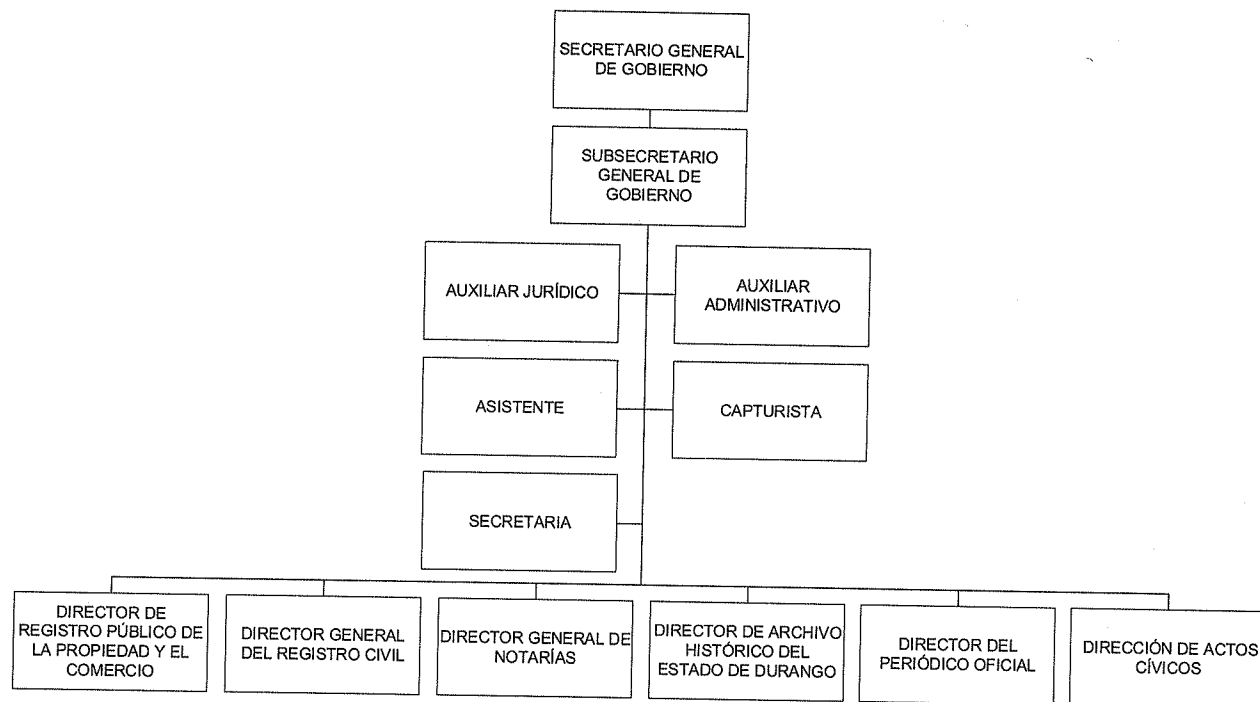 SECRETARIO GENERAL
DE GOBIERNO
SUBSECRETARIO
GENERAL DE
GOBIERNO
AUXILIAR JURÍDICO
AUXILIAR
ADMINISTRATIVO
ASISTENTE
CAPTURISTA
SECRETARIA
DIRECTOR DE
REGISTRO PÚBLICO DE
LA PROPIEDAD Y EL
COMERCIO
DIRECTOR GENERAL
DEL REGISTRO CIVIL
DIRECTOR GENERAL DE
NOTARÍAS
DIRECTOR DE ARCHIVO
HISTÓRICO DEL
ESTADO DE DURANGO
DIRECTOR DEL
PERIÓDICO OFICIAL
DIRECCIÓN DE ACTOS
CÍVICOS